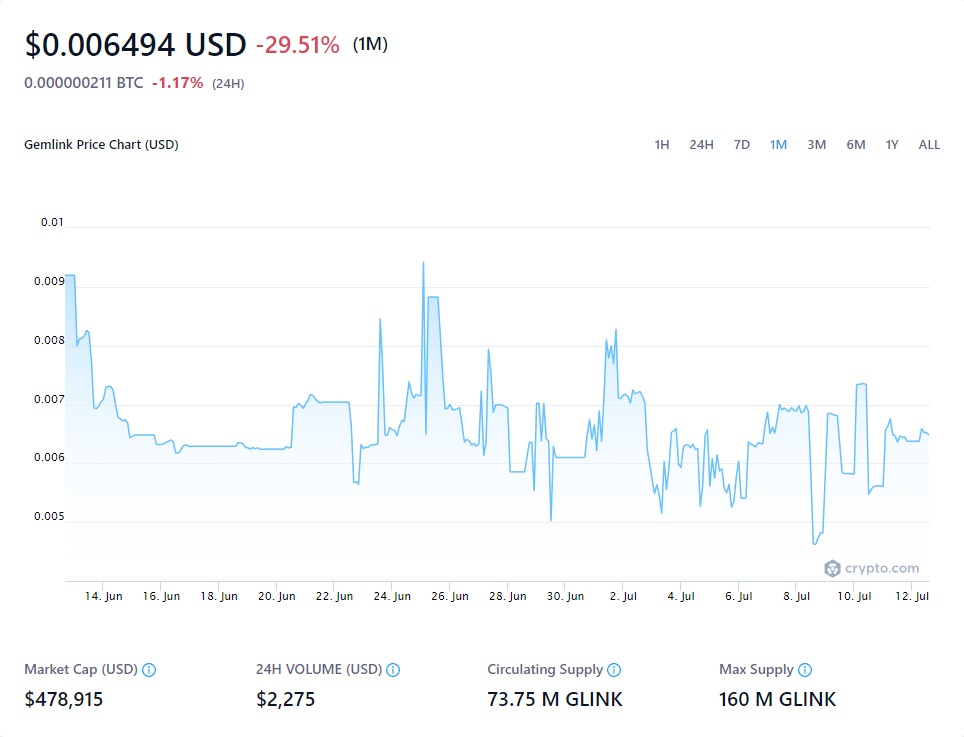 $0.006494 USD -29.51% (1M)
0.000000211 BTC -1.17% (24H)
Gemlink Price Chart (USD) 1H 24H 7D 1M 3M 6M 1Y ALL
0.01
0.009
0.008
0.007
0.006
0.005
crypto.com
14. Jun 16. Jun 18. Jun 20. Jun 22. Jun 24. Jun 26. Jun 28. Jun 30. Jun 2. Jul 4. Jul 6. Jul 8. Jul 10. Jul 12. Jul
Market Cap (USD) 24H VOLUME (USD) Circulating Supply Max Supply
$478,915 $2,275 73.75 M GLINK 160 M GLINK